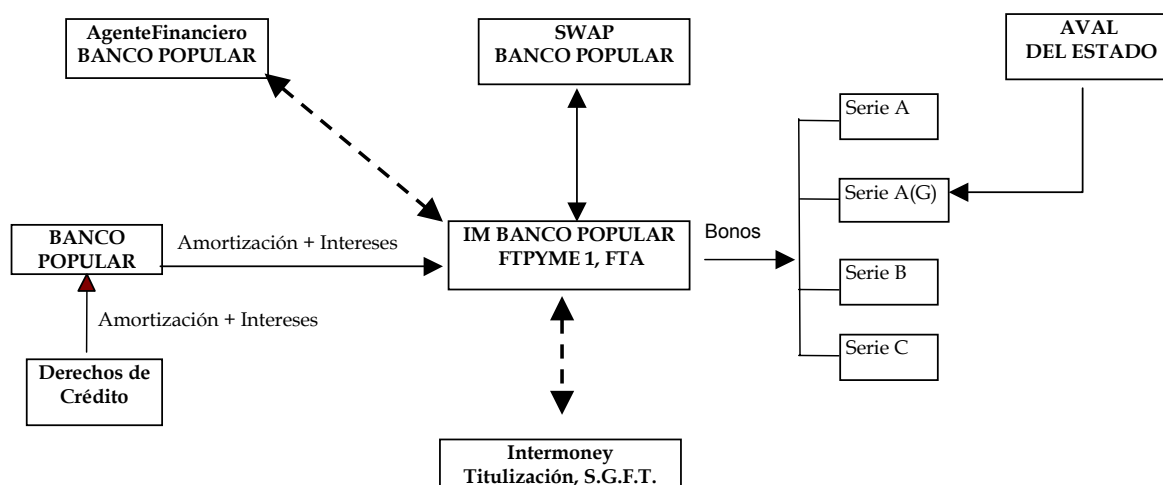 AgenteFinanciero
BANCO POPULAR
SWAP
BANCO POPULAR
AVAL
DEL ESTADO
Serie A
Serie A(G)
BANCO
POPULAR
Amortización + Intereses
IM BANCO POPULAR
FTPYME 1, FTA
Bonos
Serie B
Amortización + Intereses
Serie C
Derechos de
Crédito
Intermoney
Titulización, S.G.F.T.